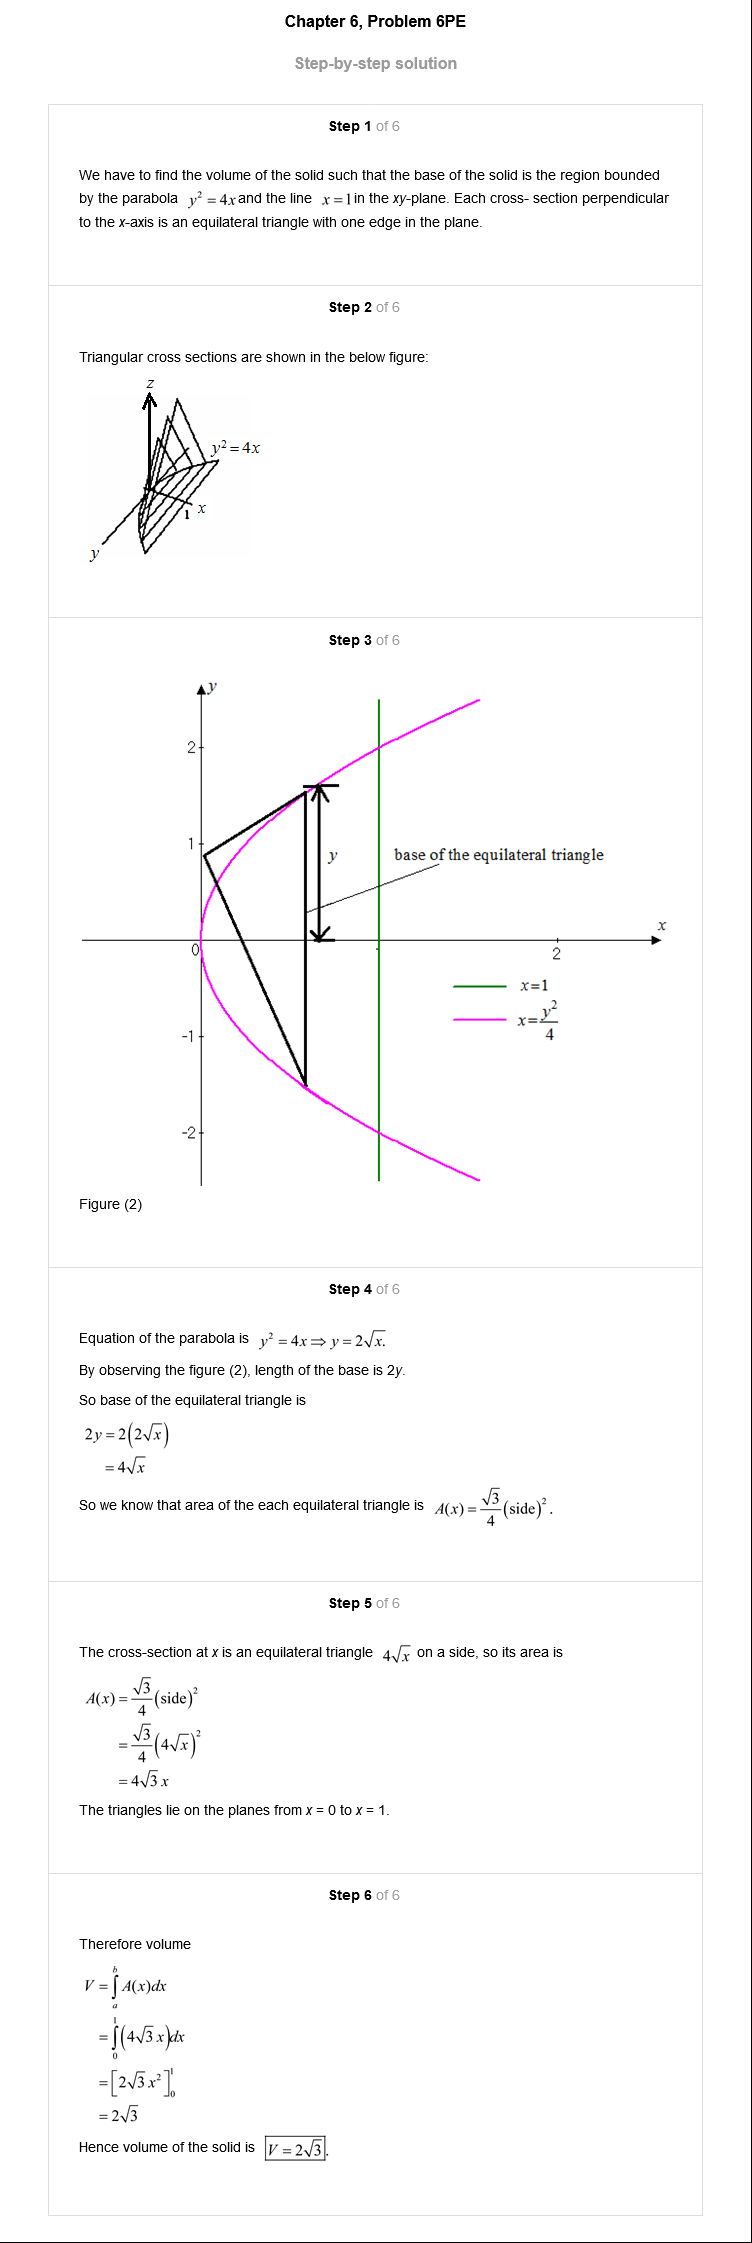 Chapter 6, Problem 6PE
Step-by-step solution
Step 1 of 6
We have to find the volume of the solid such that the base of the solid is the region bounded
by the parabola y² = 4x and the line x = 1 in the xy-plane. Each cross- section perpendicular
to the x-axis is an equilateral triangle with one edge in the plane.
Step 2 of 6
Triangular cross sections are shown in the below figure:
z
y² = 4x
x
1
y
Step 3 of 6
y
2
1
y
base of the equilateral triangle
x
0
2
x=1
-1
x=y²/4
-2
Figure (2)
Step 4 of 6
Equation of the parabola is y² = 4x ⇒ y = 2√x.
By observing the figure (2), length of the base is 2y.
So base of the equilateral triangle is
2y = 2(2√x)
= 4√x
So we know that area of the each equilateral triangle is A(x) = √3/4 (side)².
Step 5 of 6
The cross-section at x is an equilateral triangle 4√x on a side, so its area is
A(x) = √3/4 (side)²
= √3/4 (4√x)²
= 4√3 x
The triangles lie on the planes from x = 0 to x = 1.
Step 6 of 6
Therefore volume
V = ∫ₐᵇ A(x)dx
= ∫₀¹ (4√3 x)dx
= [2√3 x²]₀¹
= 2√3
Hence volume of the solid is V = 2√3.